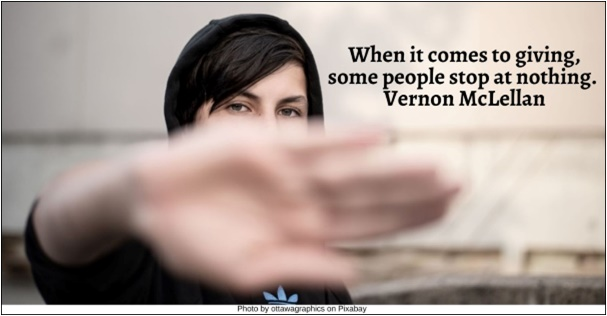 When it comes to giving,
some people stop at nothing.
Vernon McLellan
Photo by ottawagraphics on Pixabay